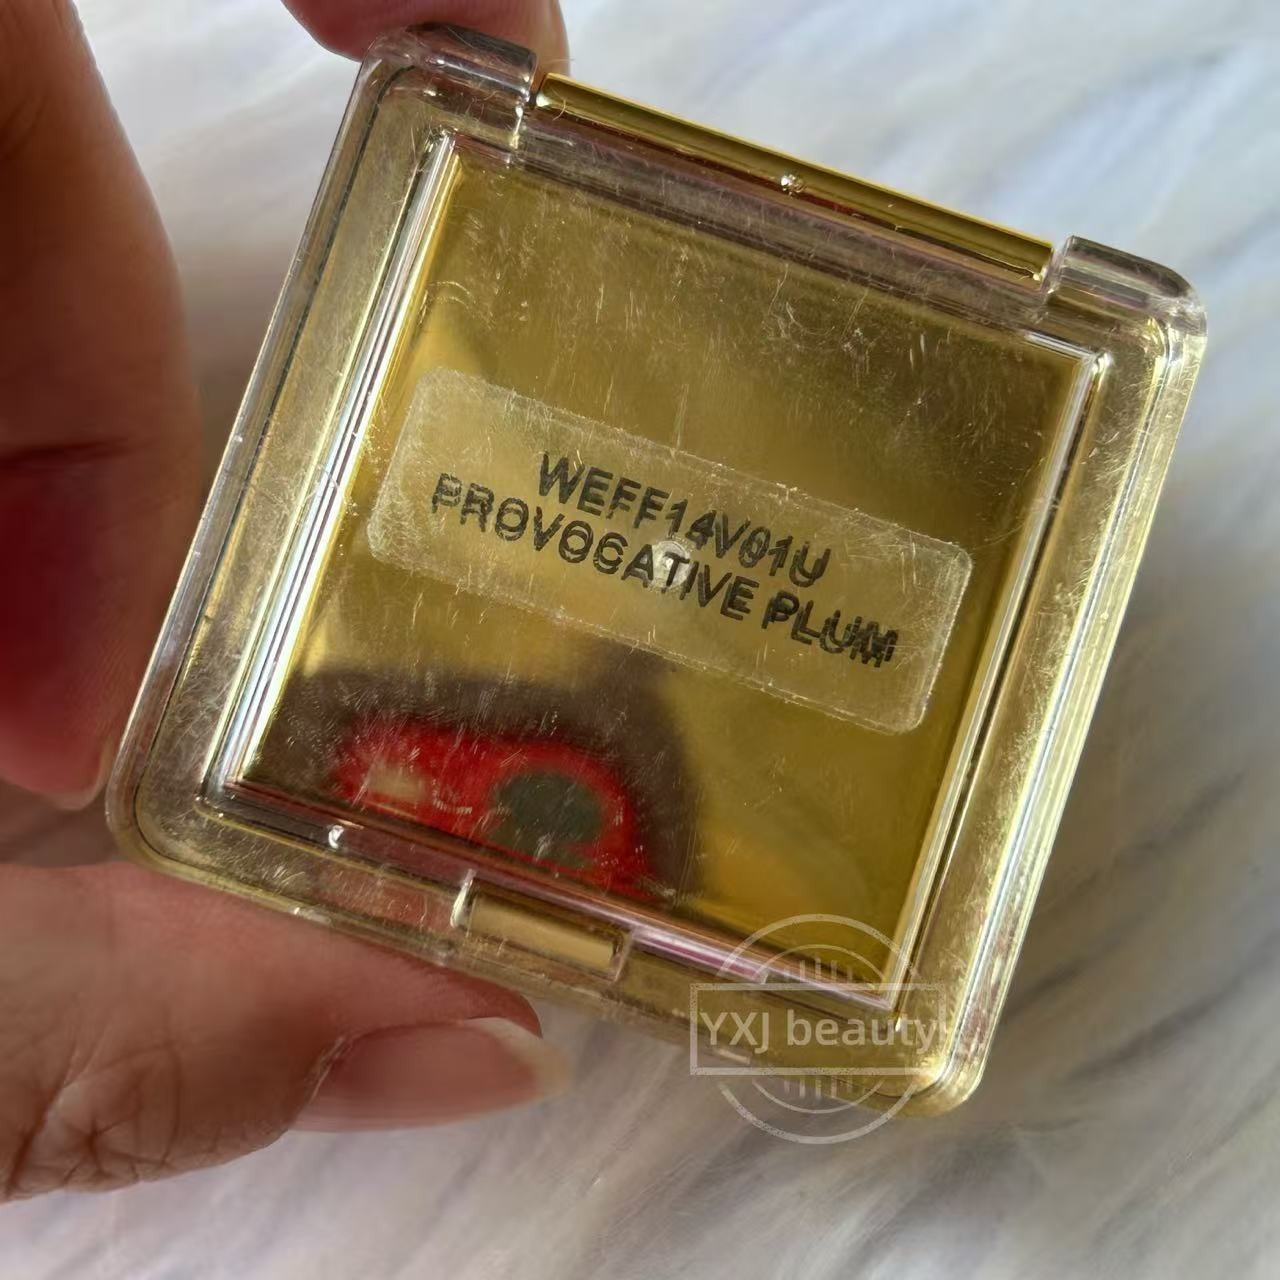 WEFF14V01U
PROVOCATIVE PLUM
YXJ beauty